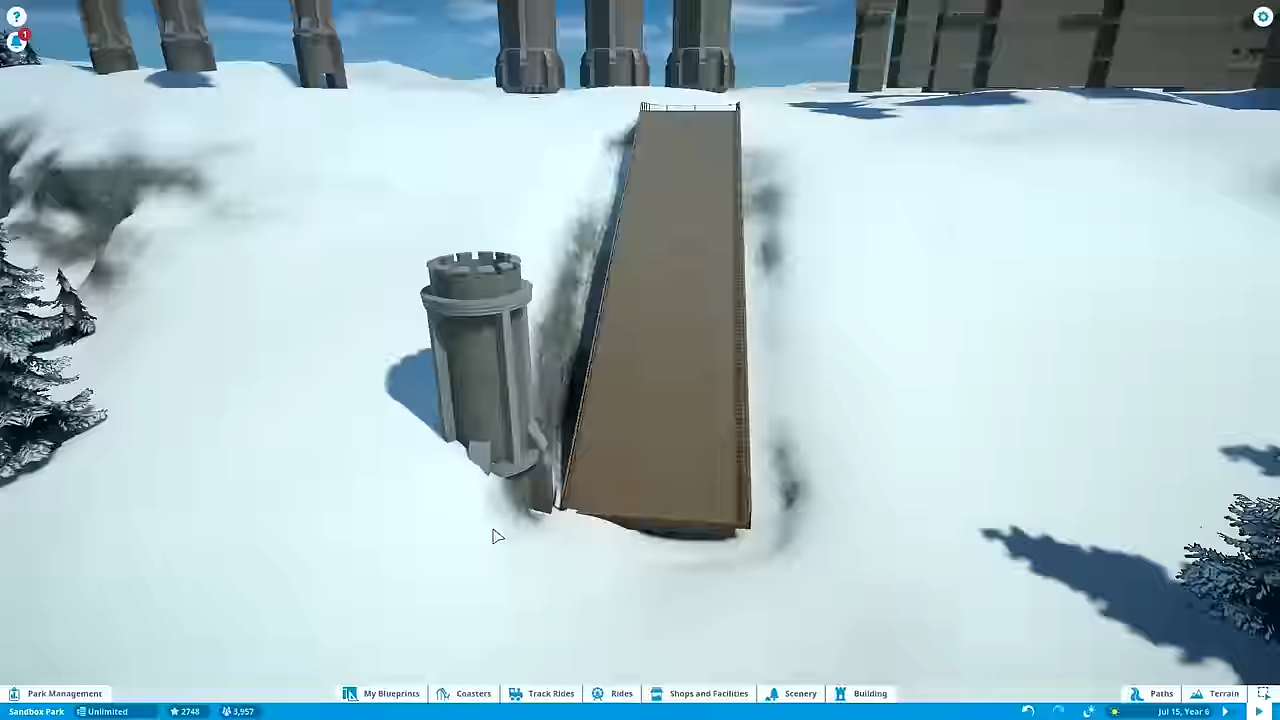 ?
1
Park Management
My Blueprints
Coasters
Track Rides
Rides
Shops and Facilities
Scenery
Building
Paths
Terrain
Sandbox Park
Unlimited
2748
3,957
Jul 15, Year 6